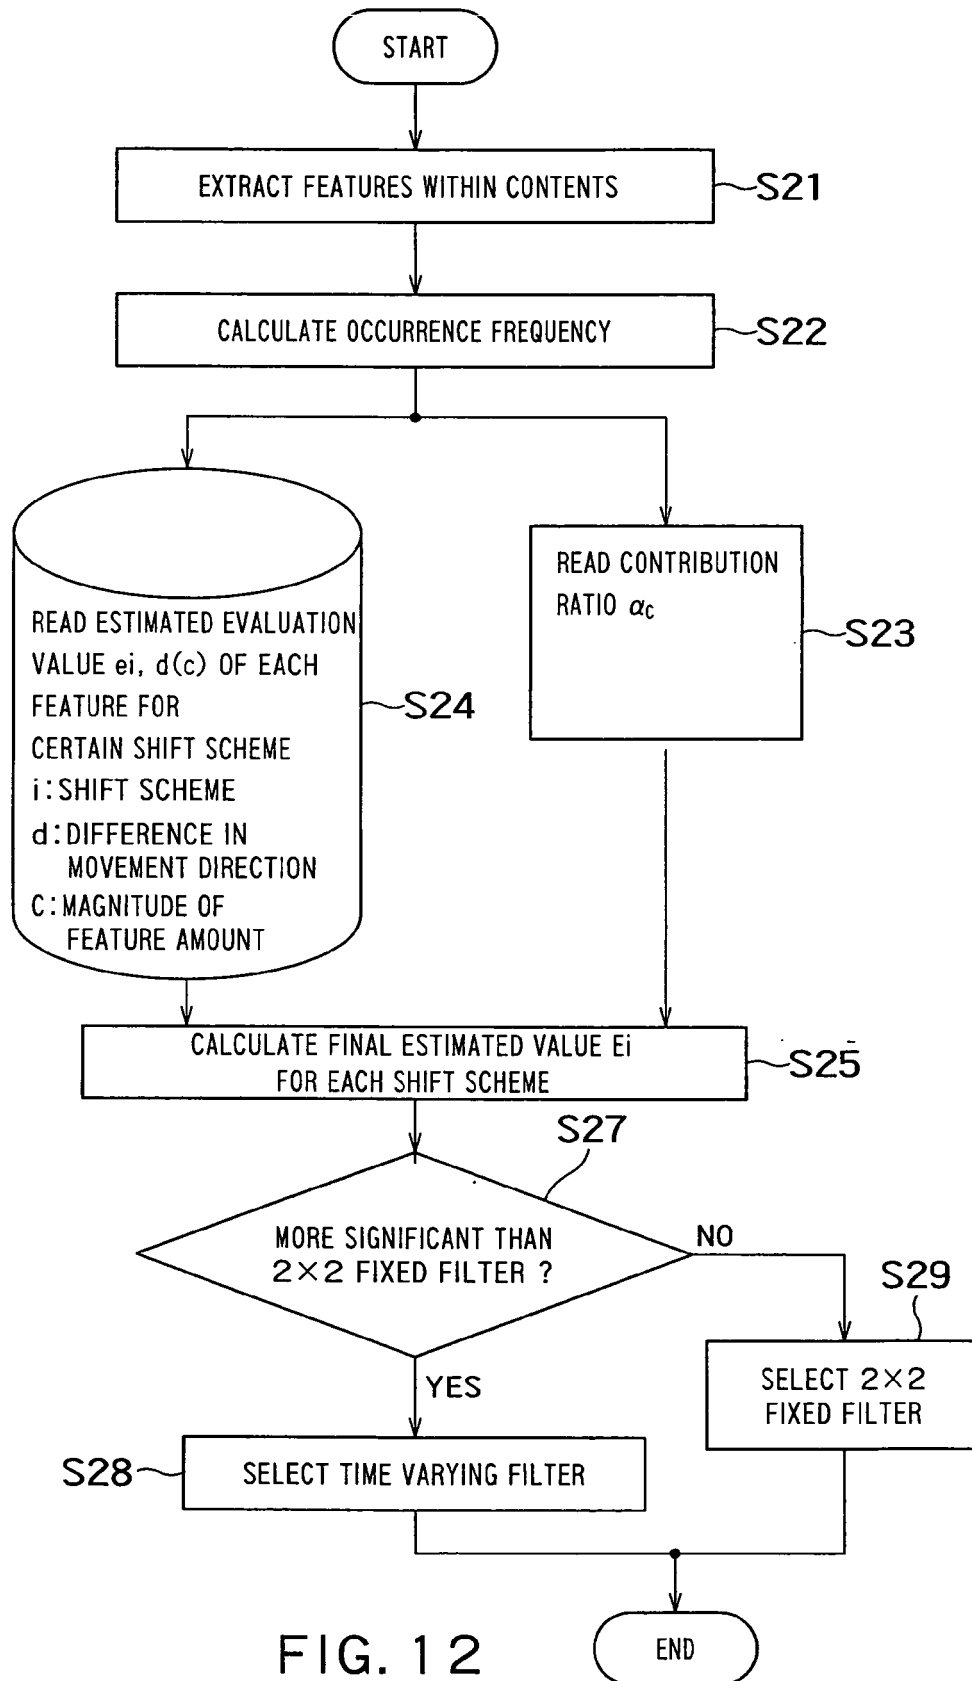 START
EXTRACT FEATURES WITHIN CONTENTS
S21
CALCULATE OCCURRENCE FREQUENCY
S22
READ ESTIMATED EVALUATION
VALUE ei, d(c) OF EACH
FEATURE FOR
CERTAIN SHIFT SCHEME
i:SHIFT SCHEME
d:DIFFERENCE IN
MOVEMENT DIRECTION
C:MAGNITUDE OF
FEATURE AMOUNT
S24
READ CONTRIBUTION
RATIO αc
S23
CALCULATE FINAL ESTIMATED VALUE Ei
FOR EACH SHIFT SCHEME
S25
S27
MORE SIGNIFICANT THAN
2×2 FIXED FILTER ?
NO
S29
SELECT 2×2
FIXED FILTER
YES
S28
SELECT TIME VARYING FILTER
END
FIG. 12